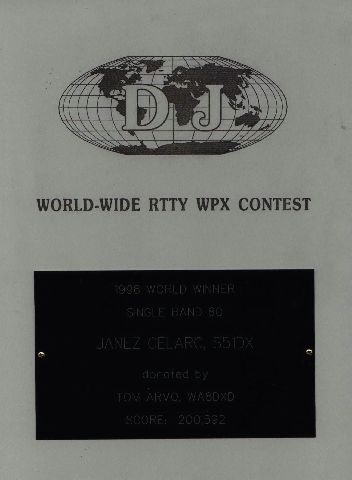 DJ
WORLD-WIDE RTTY WPX CONTEST
1996 WORLD WINNER
SINGLE BAND 80
JANEZ CELARC, S51DX
donated by
TOM ARVO, WA8DXD
SCORE: 200,592